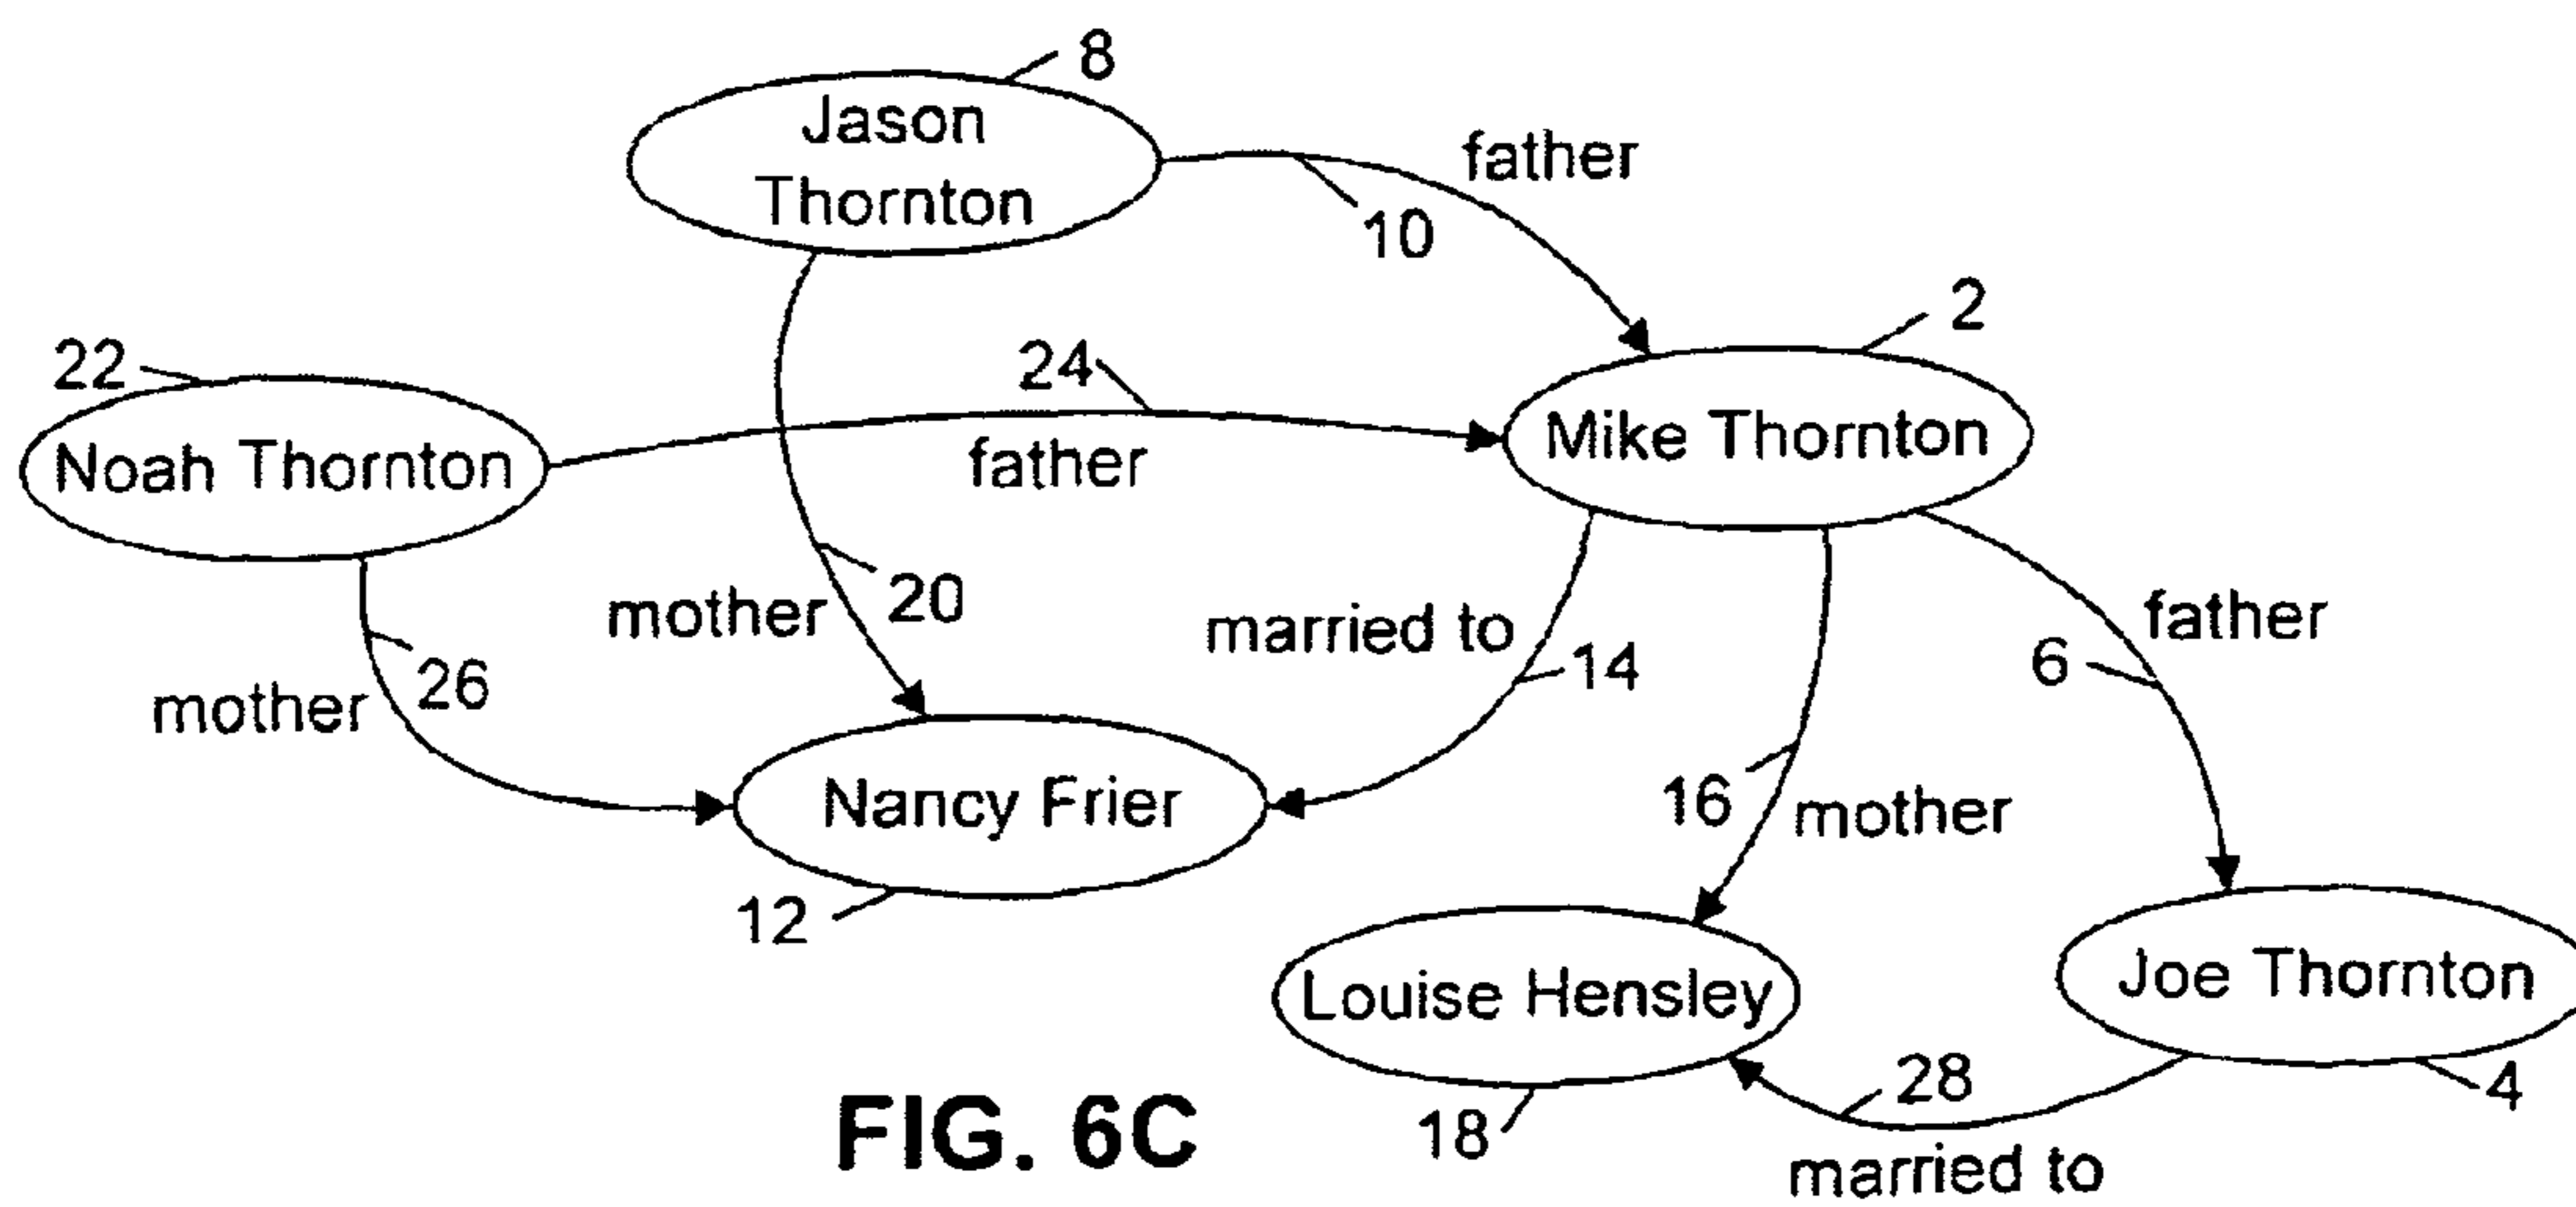 8
Jason
Thornton
father
10
2
22
24
Noah Thornton
father
Mike Thornton
mother
20
married to
14
father
6
mother
26
16
mother
Nancy Frier
12
Louise Hensley
Joe Thornton
28
4
18
married to
FIG. 6C